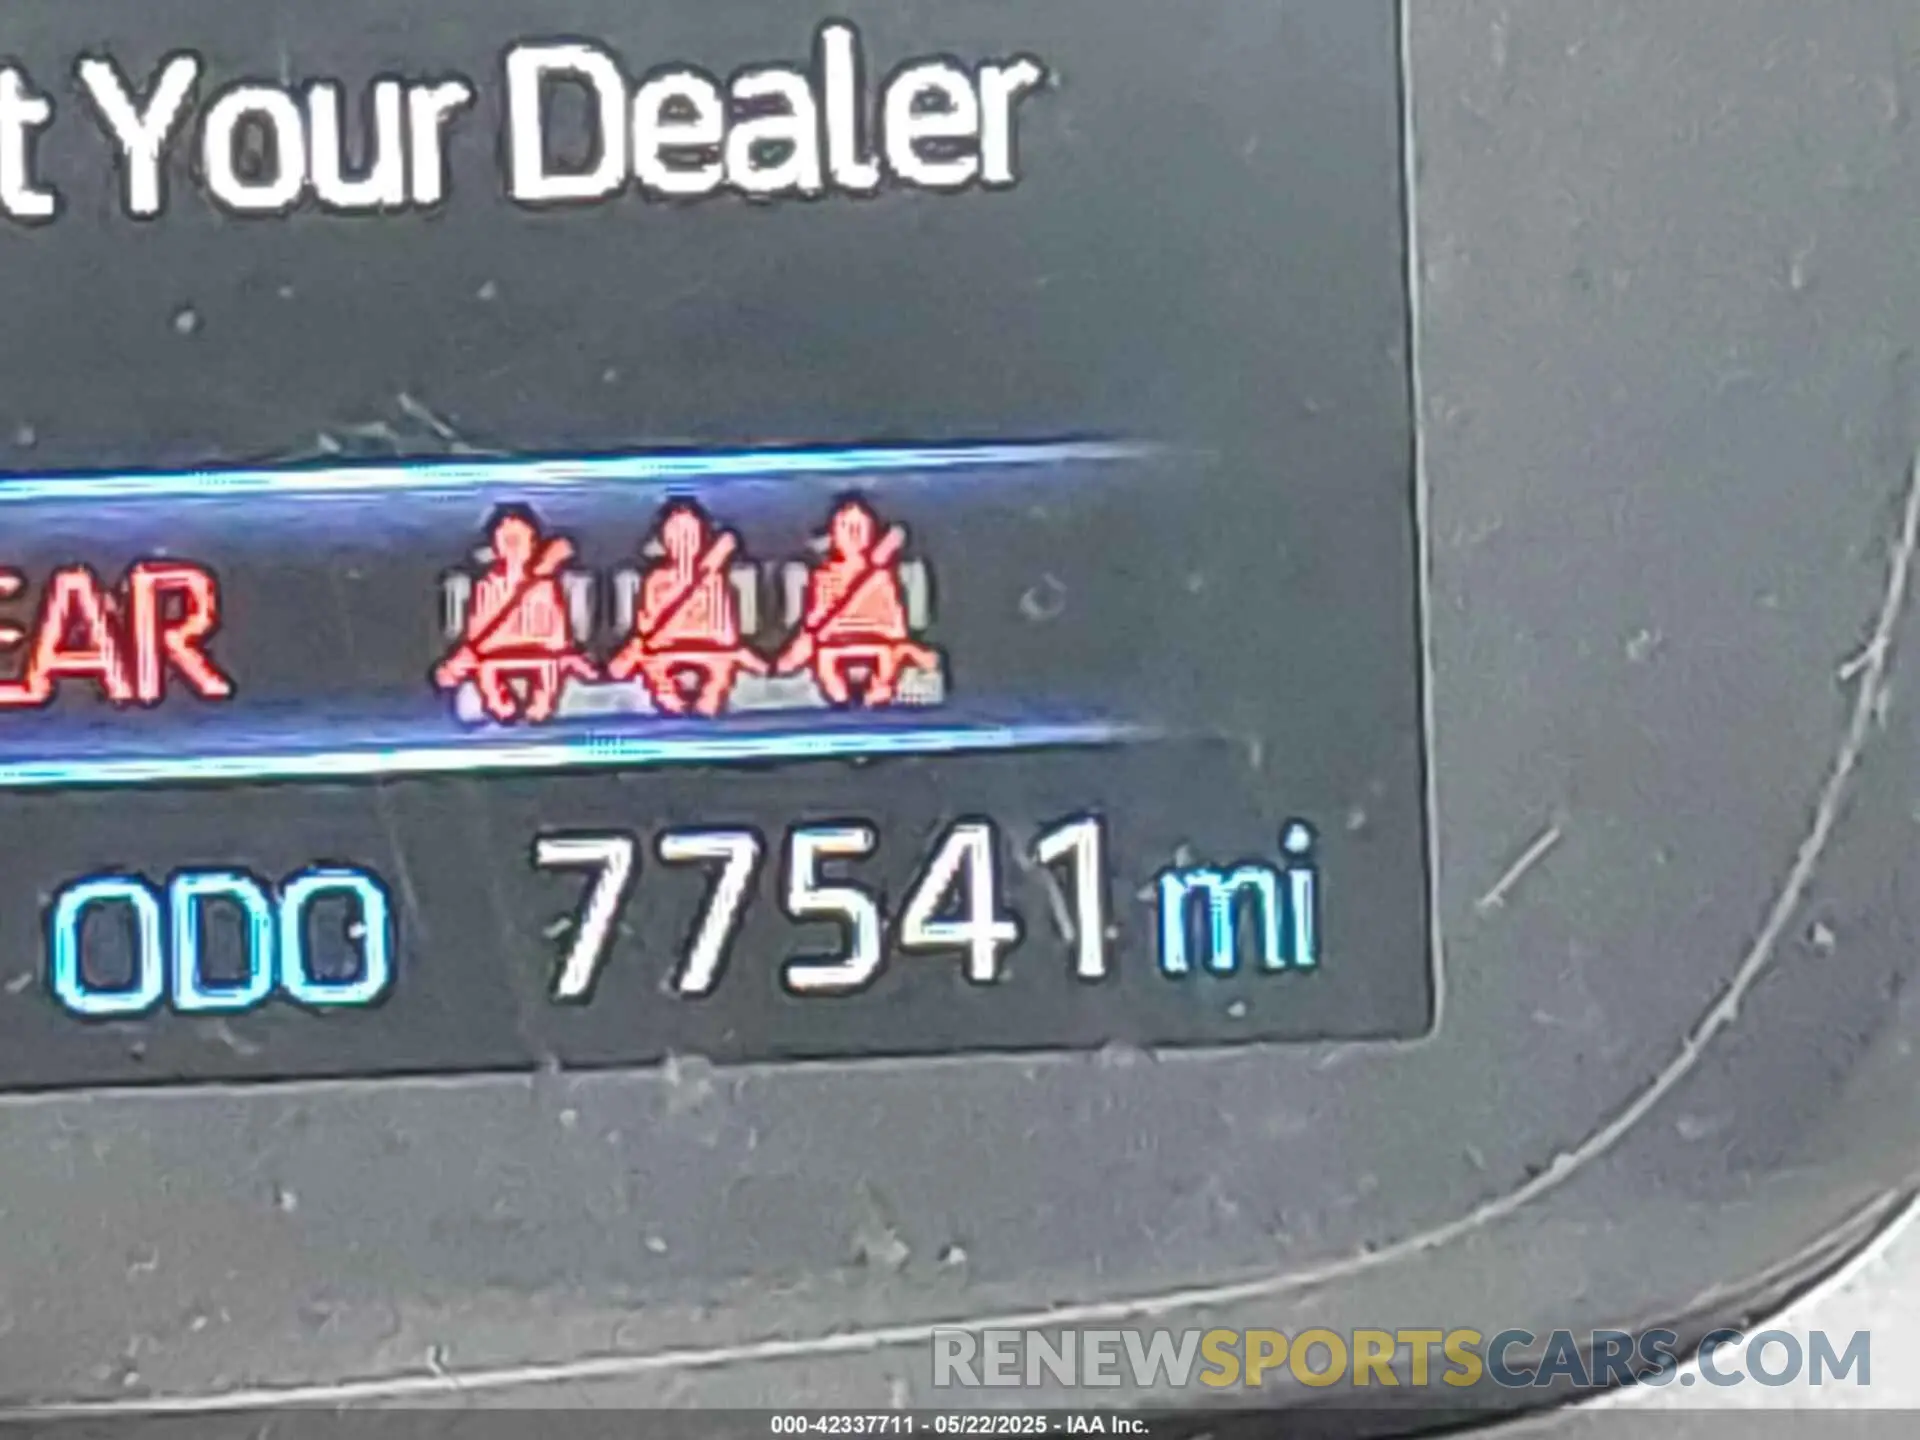 t Your Dealer
EAR
ODO 77541 mi
RENEWSPORTSCARS.COM
000-42337711 - 05/22/2025 - IAA Inc.